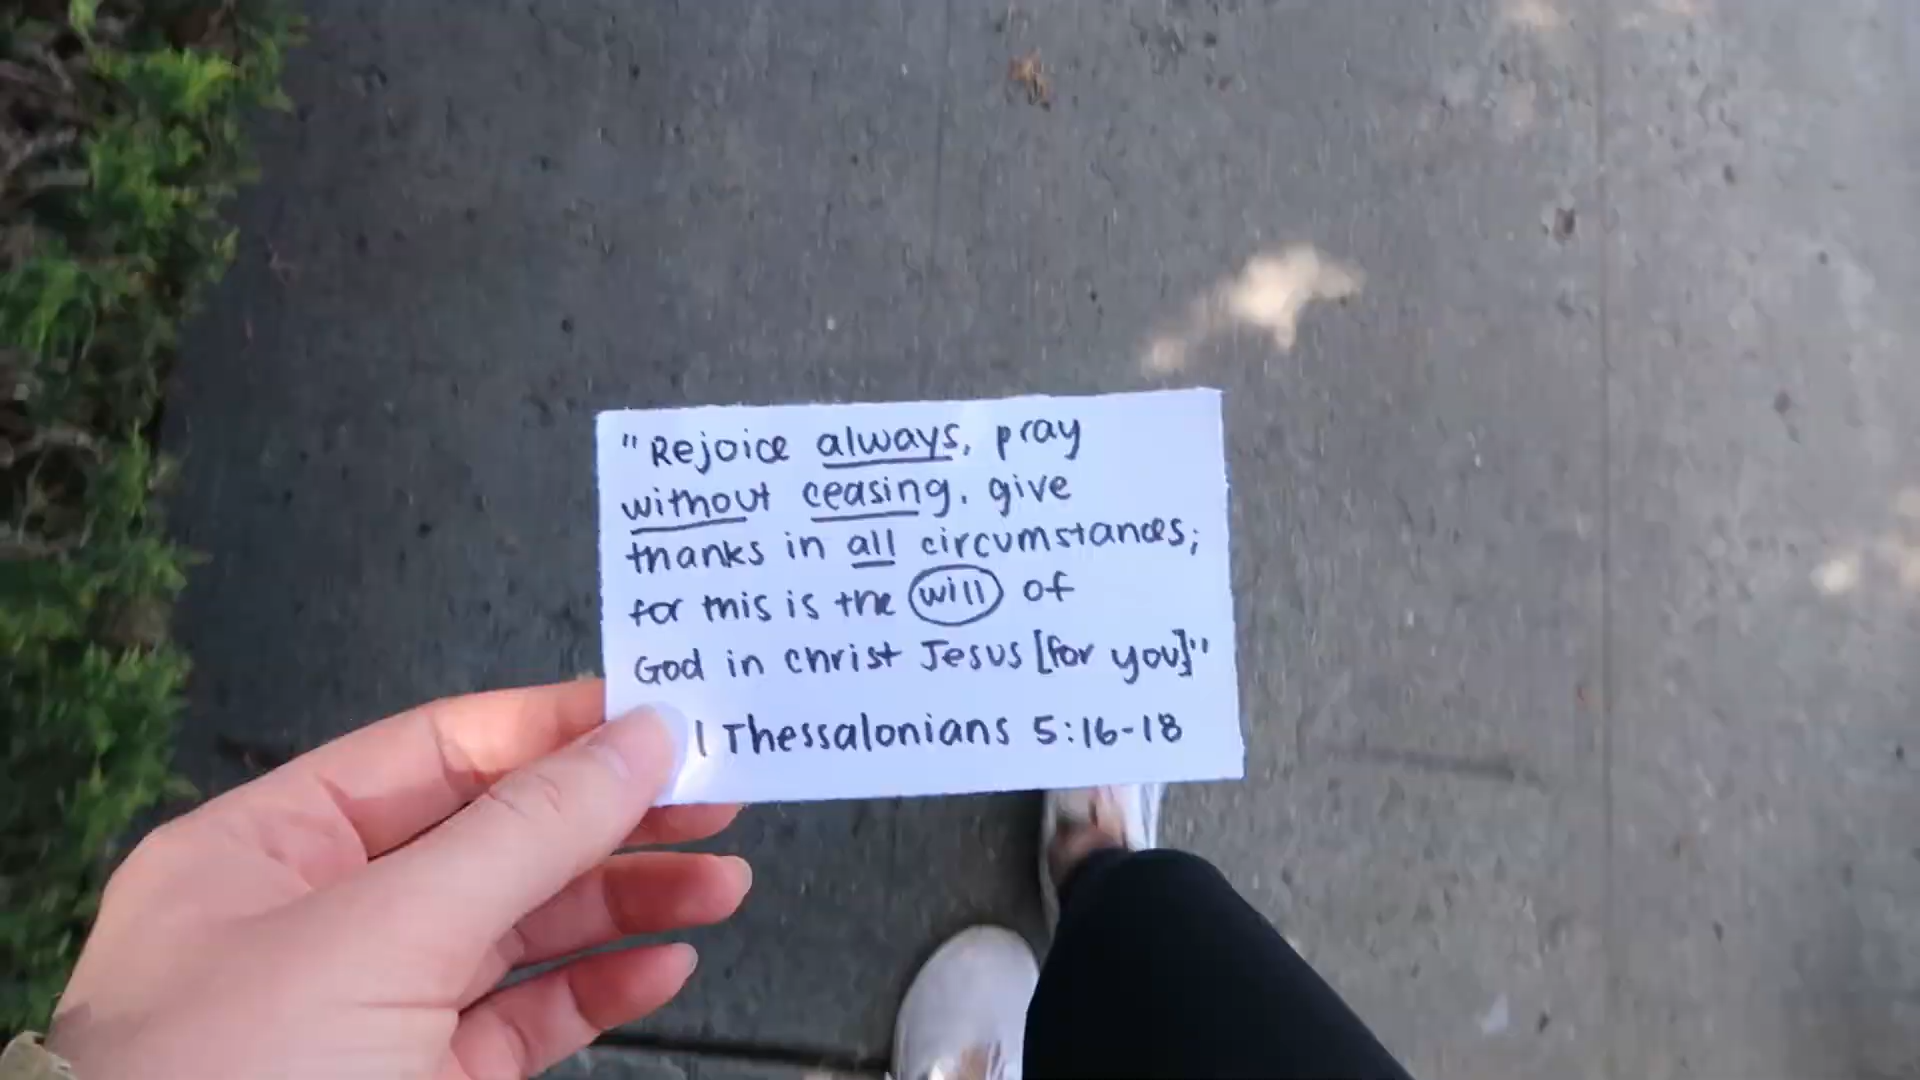 "Rejoice always, pray
without ceasing, give
thanks in all circumstances;
for this is the will of
God in christ Jesus [for you]"
1 Thessalonians 5:16-18